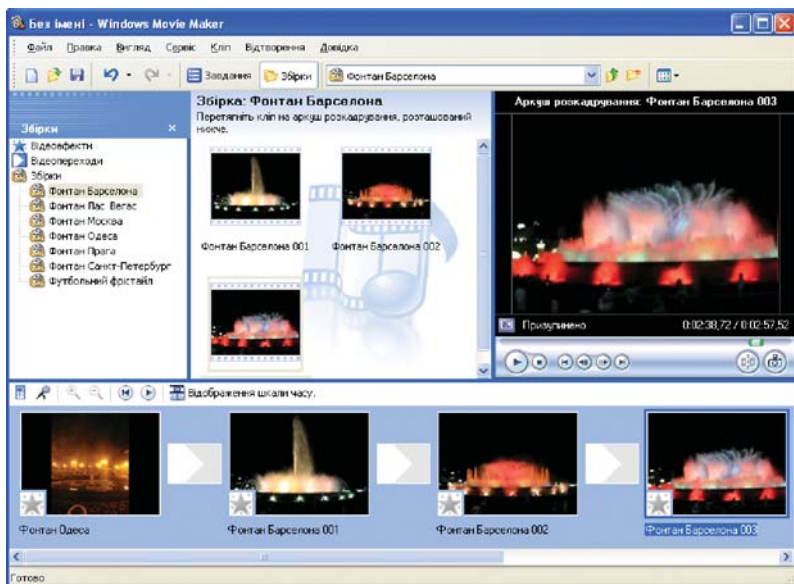 Без імені - Windows Movie Maker
Файл Правка Вигляд Сервіс Кліп Відтворення Довідка
Завдання Збірки Фонтан Барселона
Збірки
Відеоефекти
Відеопереходи
Збірки
Фонтан Барселона
Фонтан Лас Вегас
Фонтан Москва
Фонтан Одеса
Фонтан Прага
Фонтан Санкт-Петербург
Футбольний фрістайл
Збірка: Фонтан Барселона
Перетягніть кліп на аркуш розкадрування, розташований
нижче.
Фонтан Барселона 001 Фонтан Барселона 002
Аркуш розкадрування: Фонтан Барселона 003
Призупинено 0:02:38,72 / 0:02:57,52
Відображення шкали часу.
Фонтан Одеса Фонтан Барселона 001 Фонтан Барселона 002 Фонтан Барселона 003
Готово